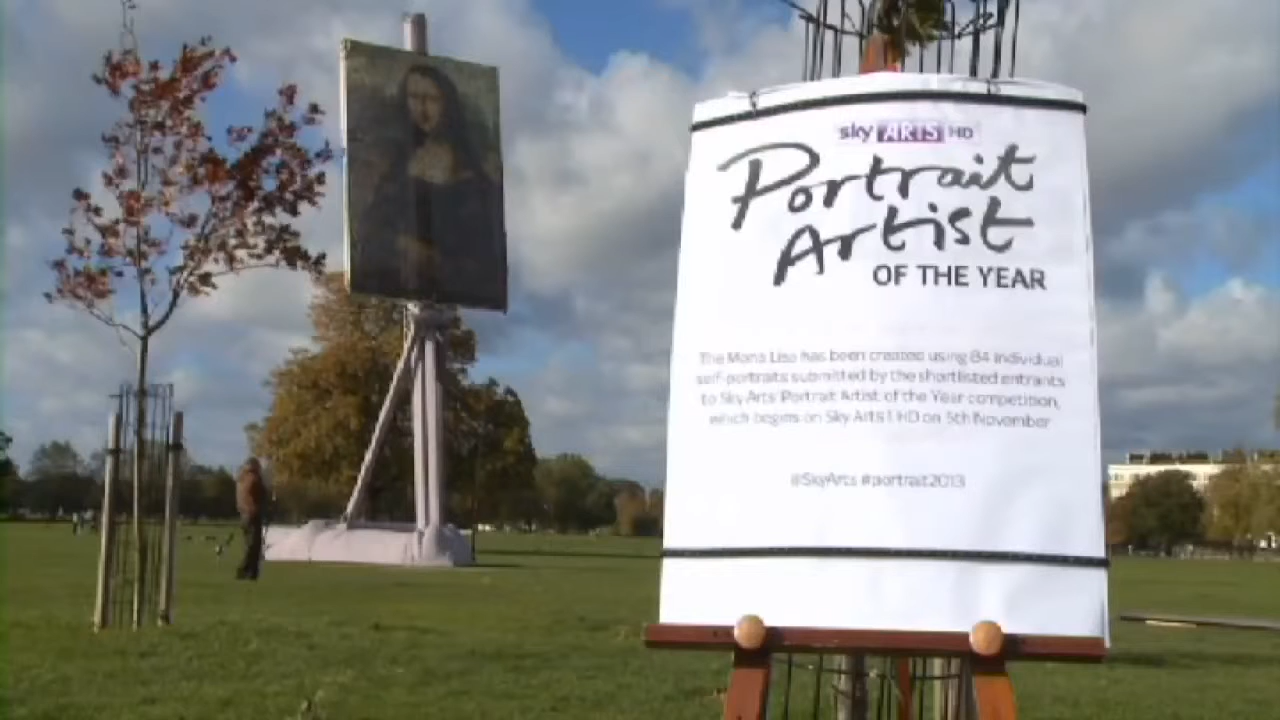 sky ARTS HD
Portrait
Artist
OF THE YEAR
The Mona Lisa has been created using 84 individual
self-portraits submitted by the shortlisted entrants
to Sky Arts Portrait Artist of the Year competition,
which begins on Sky Arts 1 HD on 5th November
@SkyArts #portrait2013